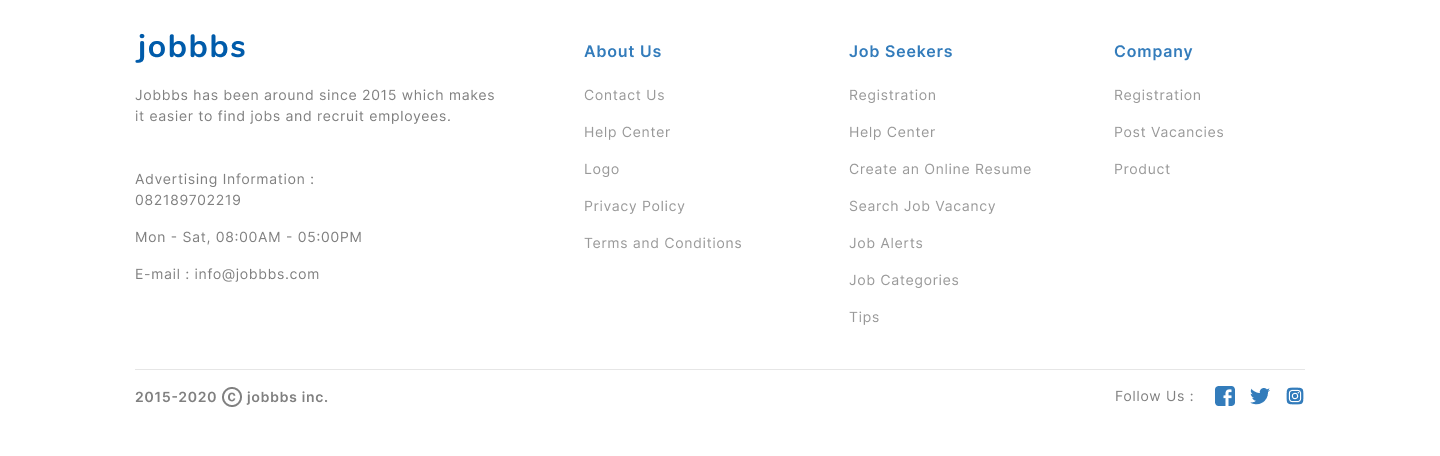 jobbbs
Jobbbs has been around since 2015 which makes
it easier to find jobs and recruit employees.
Advertising Information :
082189702219
Mon - Sat, 08:00AM - 05:00PM
E-mail : info@jobbbs.com
About Us
Contact Us
Help Center
Logo
Privacy Policy
Terms and Conditions
Job Seekers
Registration
Help Center
Create an Online Resume
Search Job Vacancy
Job Alerts
Job Categories
Tips
Company
Registration
Post Vacancies
Product
2015-2020 © jobbbs inc.
Follow Us :